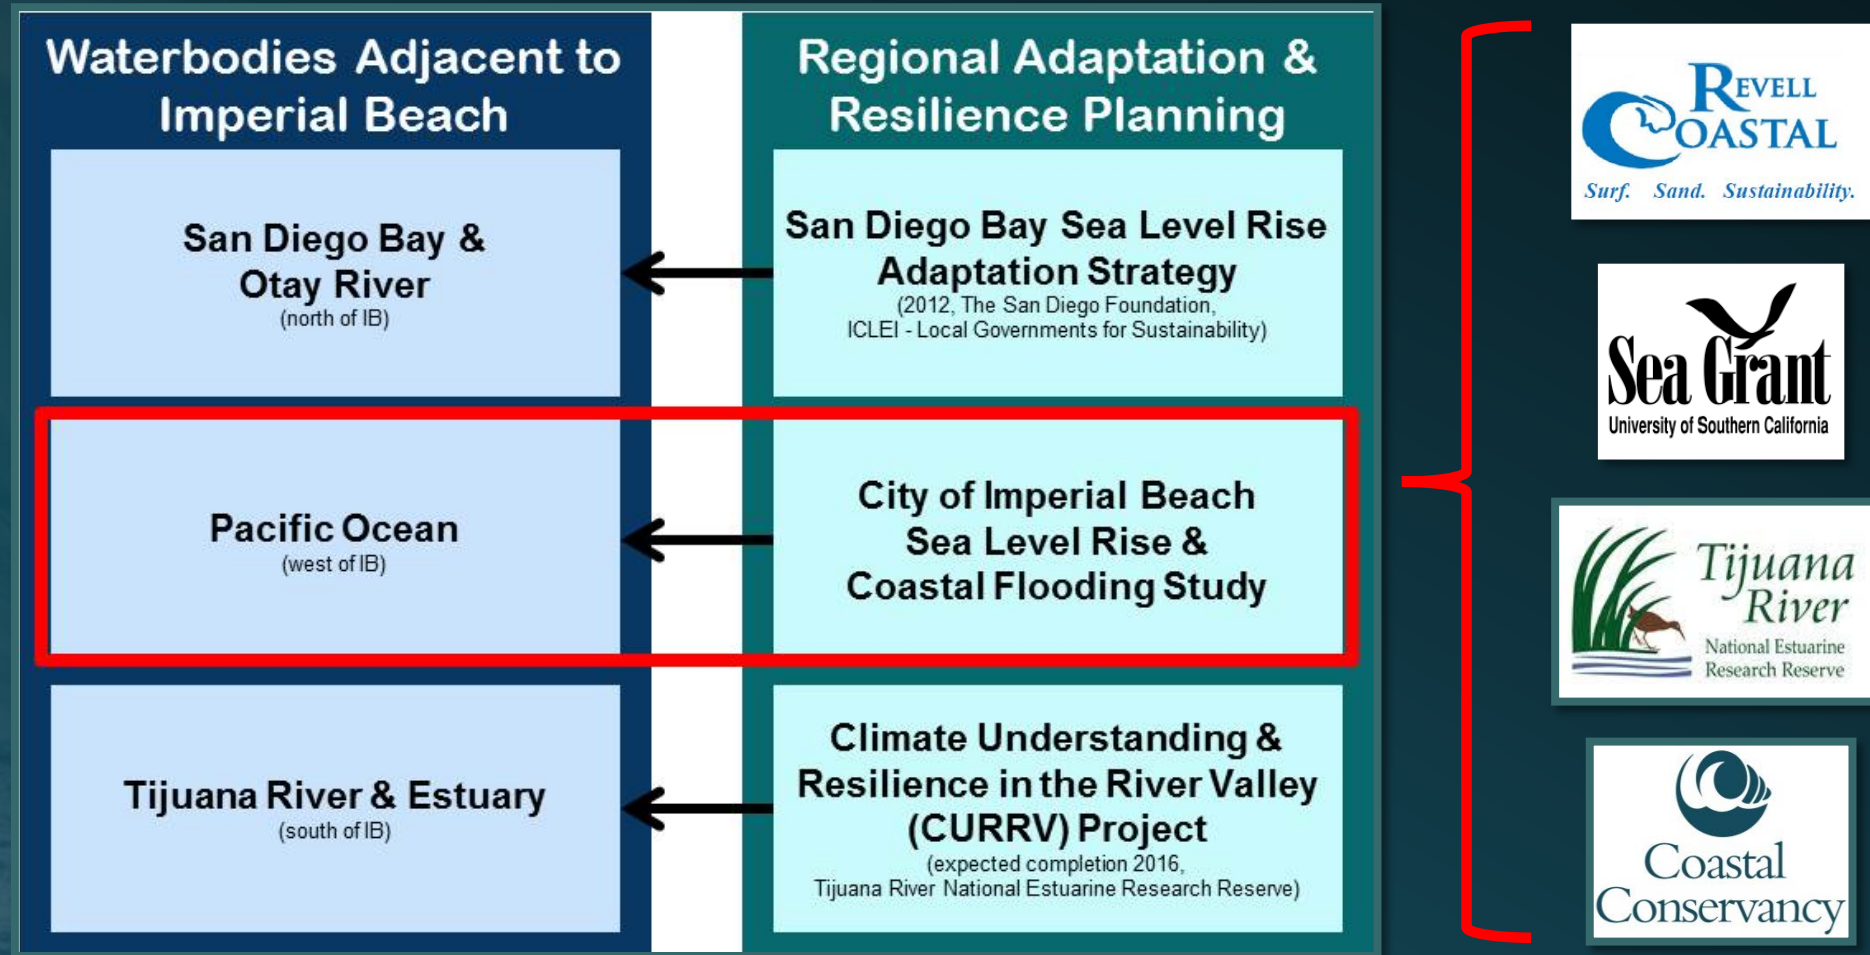 Waterbodies Adjacent to
Imperial Beach
San Diego Bay &
Otay River
(north of IB)
Pacific Ocean
(west of IB)
Tijuana River & Estuary
(south of IB)
Regional Adaptation &
Resilience Planning
San Diego Bay Sea Level Rise
Adaptation Strategy
(2012, The San Diego Foundation,
ICLEI - Local Governments for Sustainability)
City of Imperial Beach
Sea Level Rise &
Coastal Flooding Study
Climate Understanding &
Resilience in the River Valley
(CURRV) Project
(expected completion 2016,
Tijuana River National Estuarine Research Reserve)
REVELL
COASTAL
Surf. Sand. Sustainability.
Sea Grant
University of Southern California
Tijuana
River
National Estuarine
Research Reserve
Coastal
Conservancy